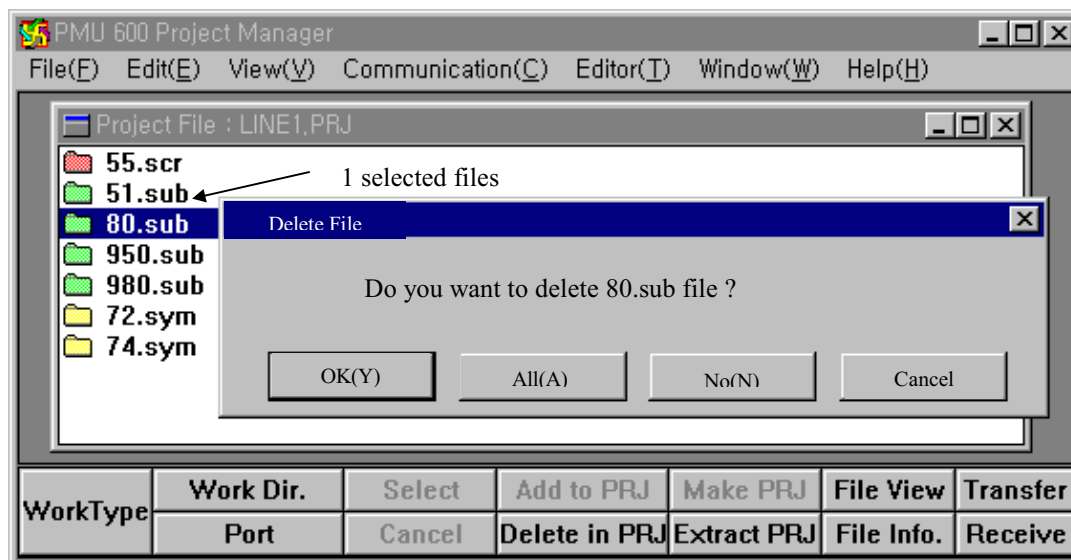 PMU 600 Project Manager
File(F) Edit(E) View(V) Communication(C) Editor(T) Window(W) Help(H)
Project File : LINE1,PRJ
55.scr
1 selected files
51.sub
80.sub
Delete File
950.sub
980.sub
Do you want to delete 80.sub file ?
72.sym
74.sym
OK(Y) All(A) No(N) Cancel
WorkType
Work Dir. Select Add to PRJ Make PRJ File View Transfer
Port Cancel Delete in PRJ Extract PRJ File Info. Receive